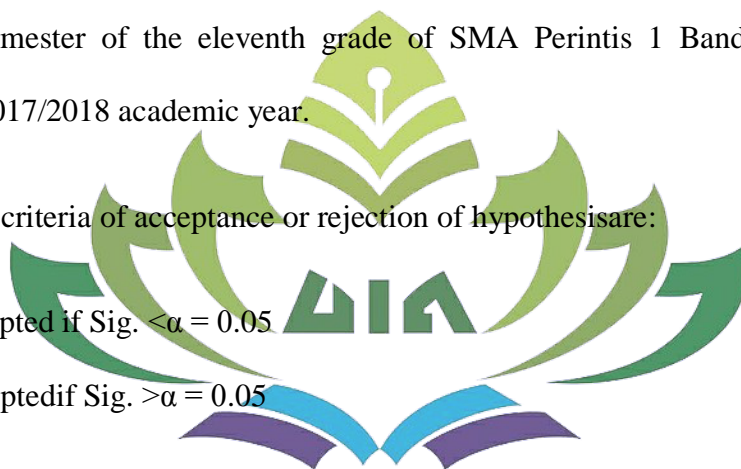 mester of the eleventh grade of SMA Perintis 1 Band
017/2018 academic year.
criteria of acceptance or rejection of hypothesisare:
UIN
pted if Sig. <α = 0.05
ptedif Sig. >α = 0.05